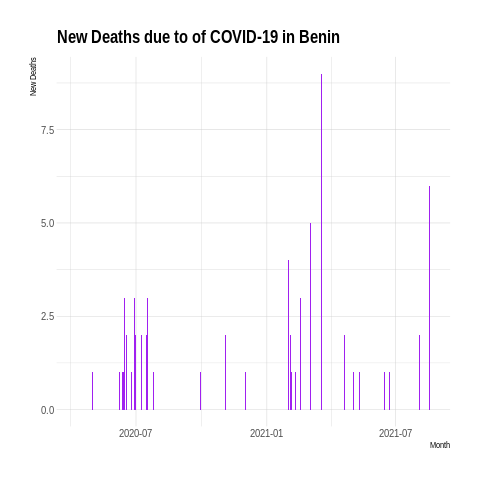 New Deaths due to of COVID-19 in Benin
New Deaths
7.5
5.0
2.5
0.0
2020-07
2021-01
2021-07
Month